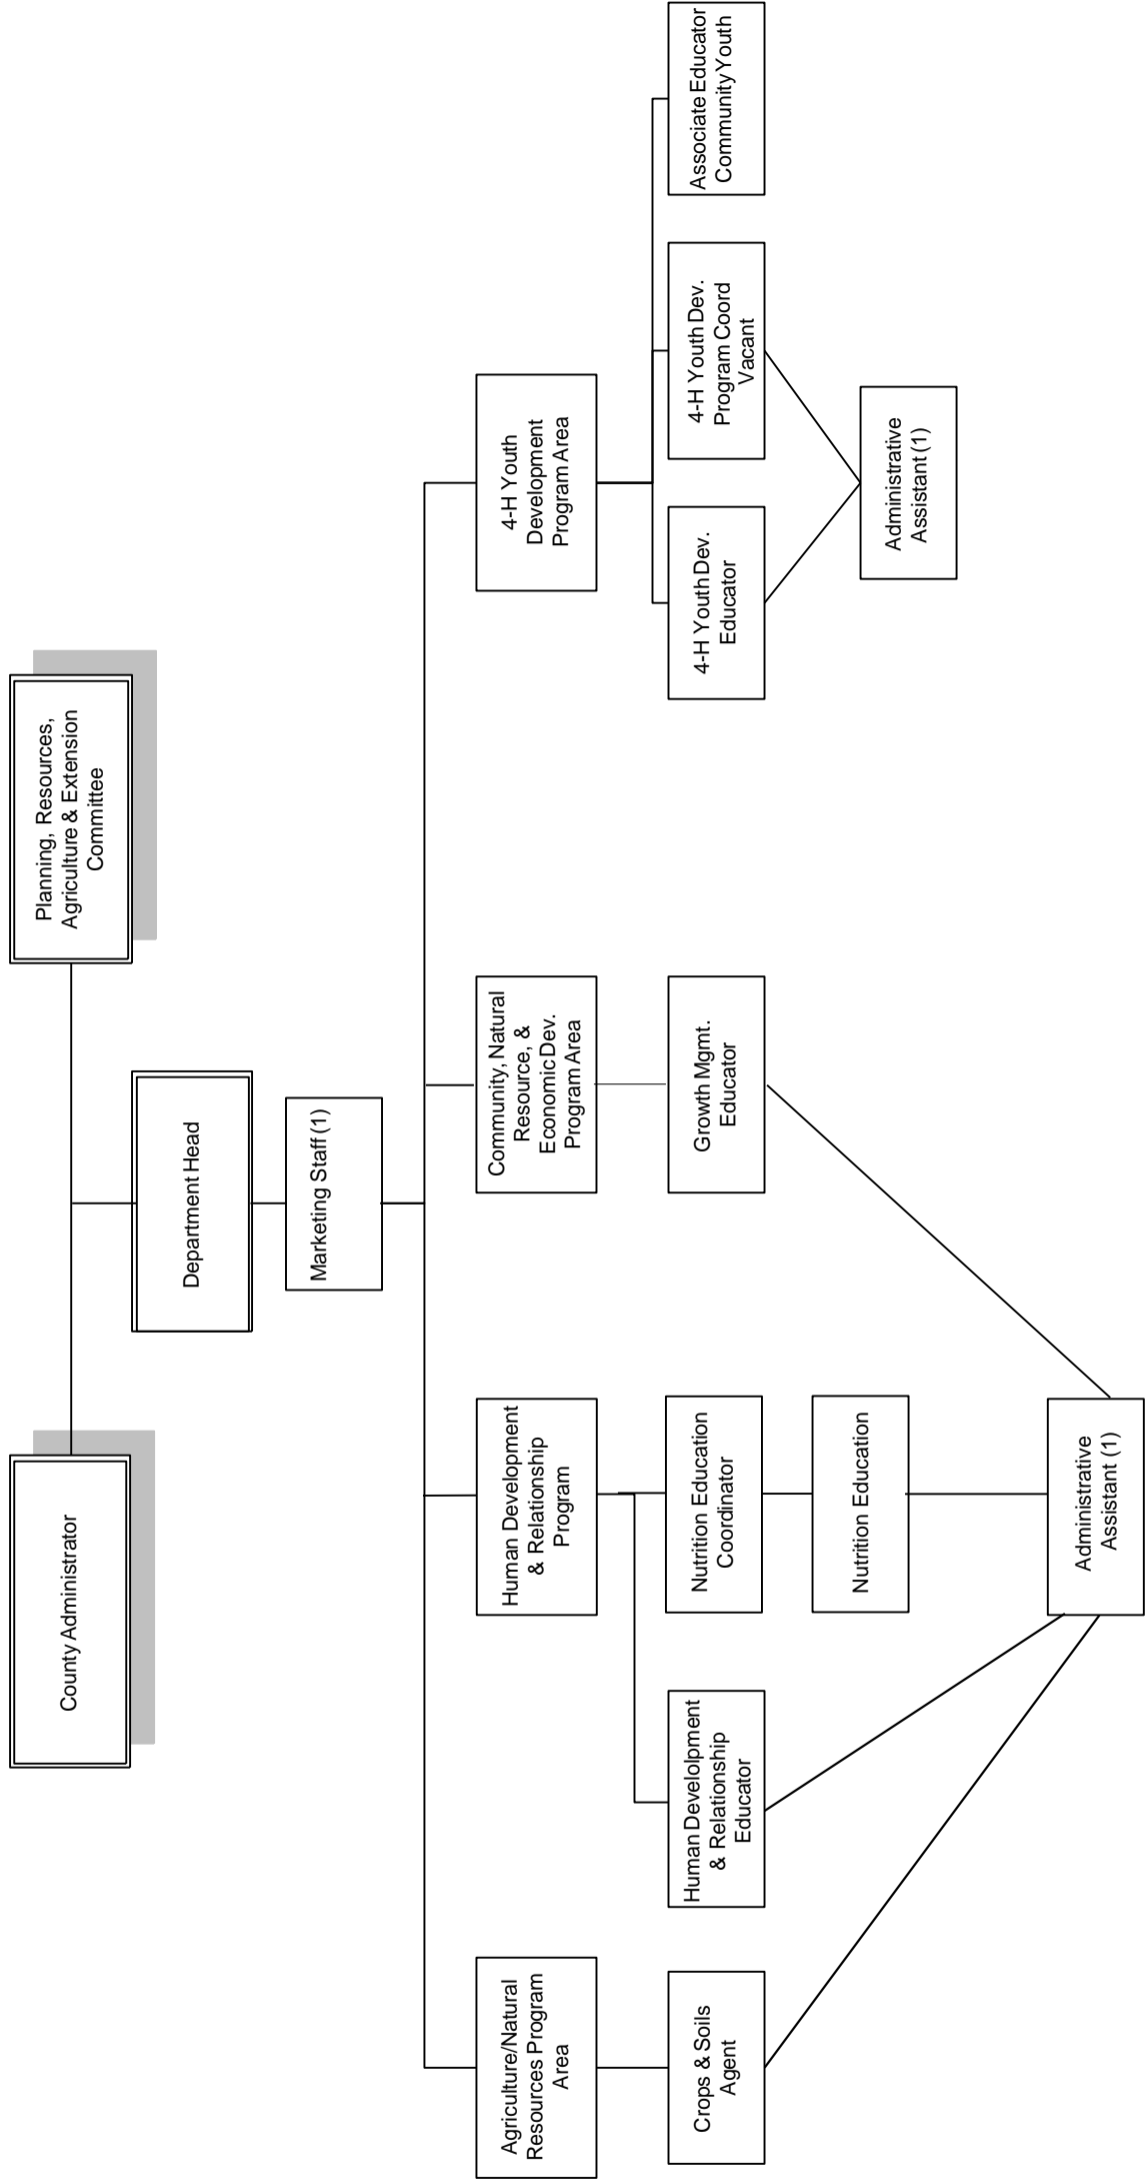 County Administrator
Planning, Resources,
Agriculture & Extension
Committee
Department Head
Marketing Staff (1)
Agriculture/Natural
Resources Program
Area
Human Development
& Relationship
Program
Community, Natural
Resource, &
Economic Dev.
Program Area
4-H Youth
Development
Program Area
Crops & Soils
Agent
Human Develolpment
& Relationship
Educator
Nutrition Education
Coordinator
Growth Mgmt.
Educator
4-H Youth Dev.
Educator
4-H Youth Dev.
Program Coord
Vacant
Associate Educator
Community Youth
Nutrition Education
Administrative
Assistant (1)
Administrative
Assistant (1)